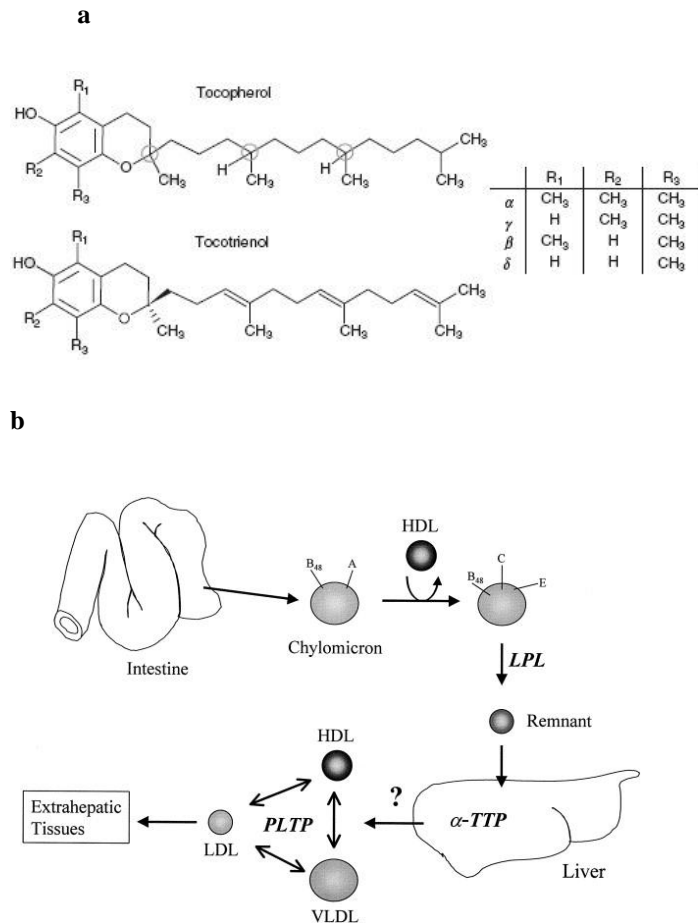 a
Tocopherol
R1
HO
R2
R3
O
CH3
H
CH3
H
CH3
CH3
CH3
Tocotrienol
R1
HO
R2
R3
O
CH3
CH3
CH3
CH3
CH3
R1 R2 R3
α CH3 CH3 CH3
γ H CH3 CH3
β CH3 H CH3
δ H H CH3
b
Intestine
B48 A
Chylomicron
HDL
C
B48 E
LPL
Remnant
α-TTP
Liver
?
HDL
PLTP
LDL
VLDL
Extrahepatic
Tissues